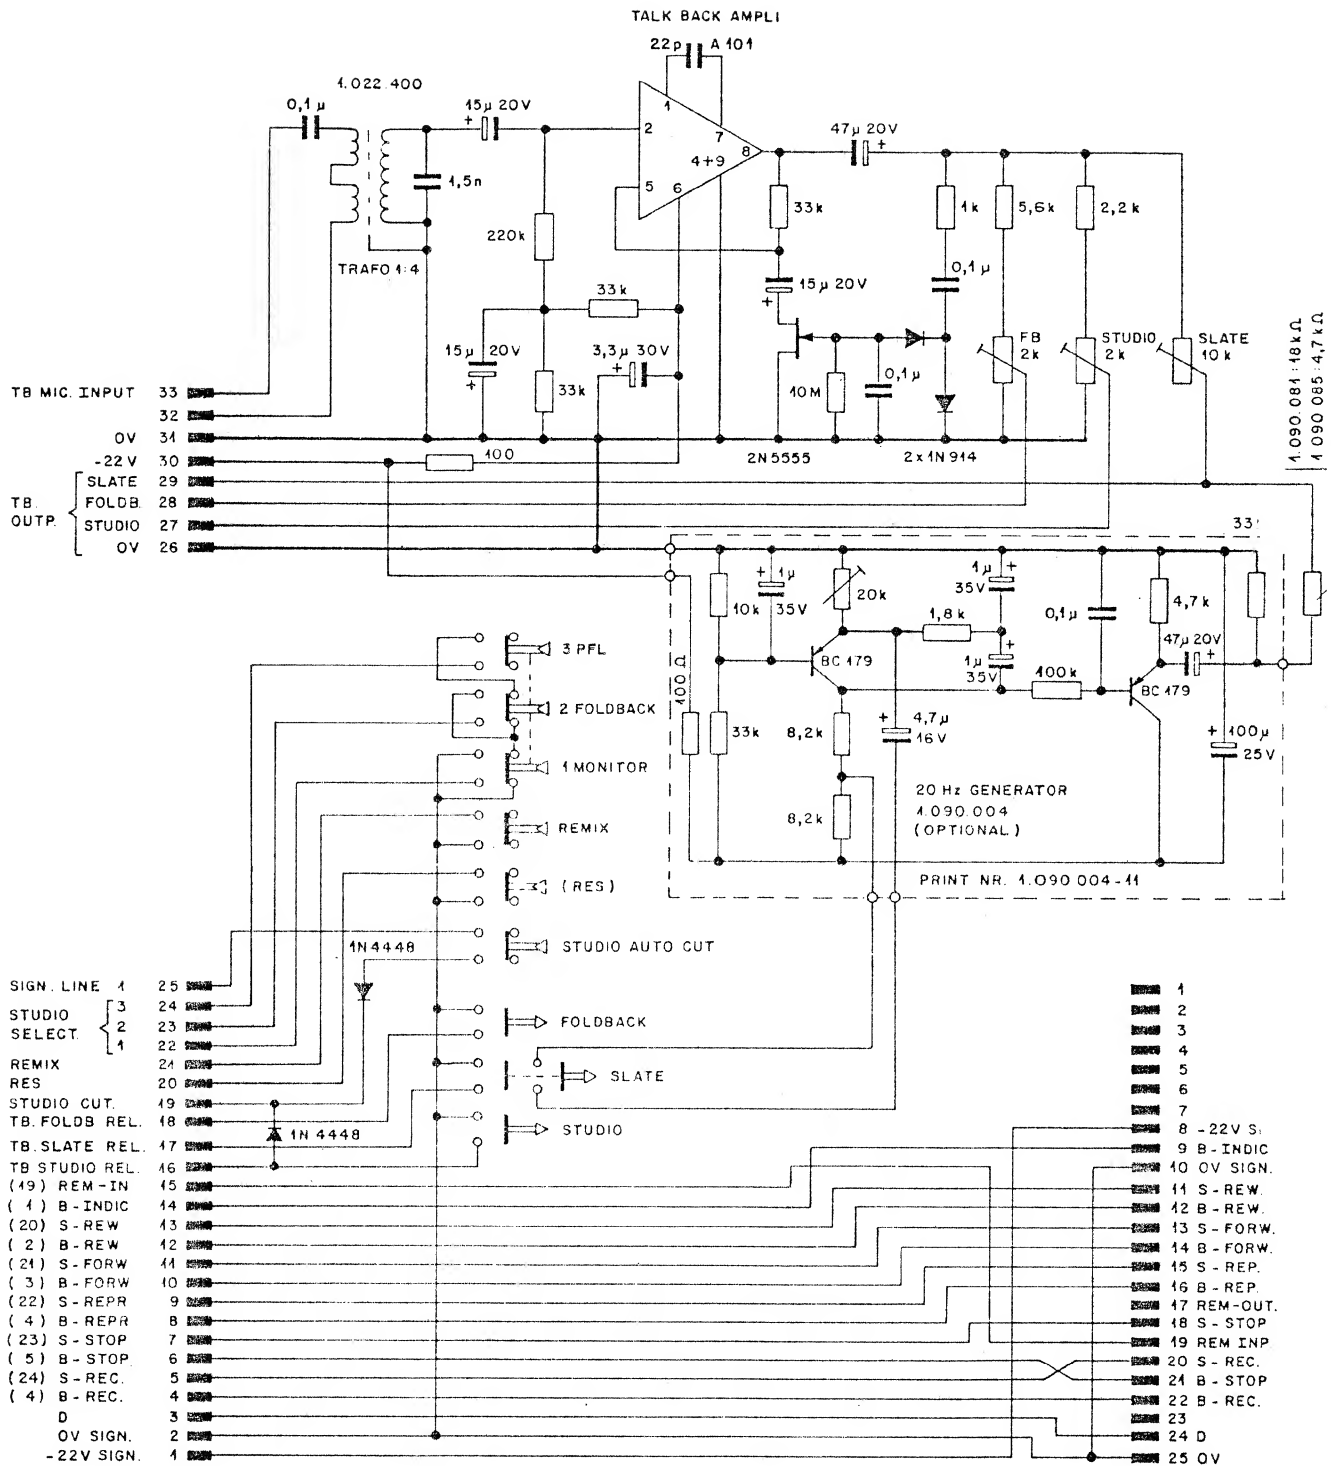 TALK BACK AMPLI
22p A 101
1.022.400
0,1 µ
15µ 20V
47µ 20V
1
2
7
8
4+9
5
6
1,5n
33k
1k
5,6k
2,2k
220k
TRAFO 1:4
0,1 µ
15µ 20V
33k
15µ 20V
3,3µ 30V
FB
2k
STUDIO
2k
SLATE
10k
1.090.081:18kΩ
1.090.085:4,7kΩ
33k
10M
0,1µ
TB MIC. INPUT 33
32
0V 31
-22V 30
100
2N5555
2x1N914
TB. OUTP.
SLATE 29
FOLDB. 28
STUDIO 27
0V 26
33
10k
1µ 35V
20k
1µ 35V
1,8k
0,1µ
4,7k
47µ 20V
100Ω
BC 179
1µ 35V
100k
BC 179
33k
8,2k
4,7µ 16V
100µ 25V
8,2k
20 Hz GENERATOR
1.090.004
(OPTIONAL)
PRINT NR. 1.090.004-11
3 PFL
2 FOLDBACK
1 MONITOR
REMIX
(RES)
STUDIO AUTO CUT
1N4448
FOLDBACK
SLATE
STUDIO
1N 4448
SIGN. LINE 1 25
STUDIO SELECT.
3 24
2 23
1 22
REMIX 21
RES 20
STUDIO CUT. 19
TB. FOLDB REL. 18
TB. SLATE REL. 17
TB STUDIO REL. 16
(19) REM-IN 15
( 1) B-INDIC 14
(20) S-REW 13
( 2) B-REW 12
(21) S-FORW 11
( 3) B-FORW 10
(22) S-REPR 9
( 4) B-REPR 8
(23) S-STOP 7
( 5) B-STOP 6
(24) S-REC. 5
( 4) B-REC. 4
D 3
0V SIGN. 2
-22V SIGN. 1
1
2
3
4
5
6
7
8 -22V S
9 B-INDIC
10 0V SIGN.
11 S-REW.
12 B-REW.
13 S-FORW.
14 B-FORW.
15 S-REP.
16 B-REP.
17 REM-OUT.
18 S-STOP
19 REM INP
20 S-REC.
21 B-STOP
22 B-REC.
23
24 D
25 0V